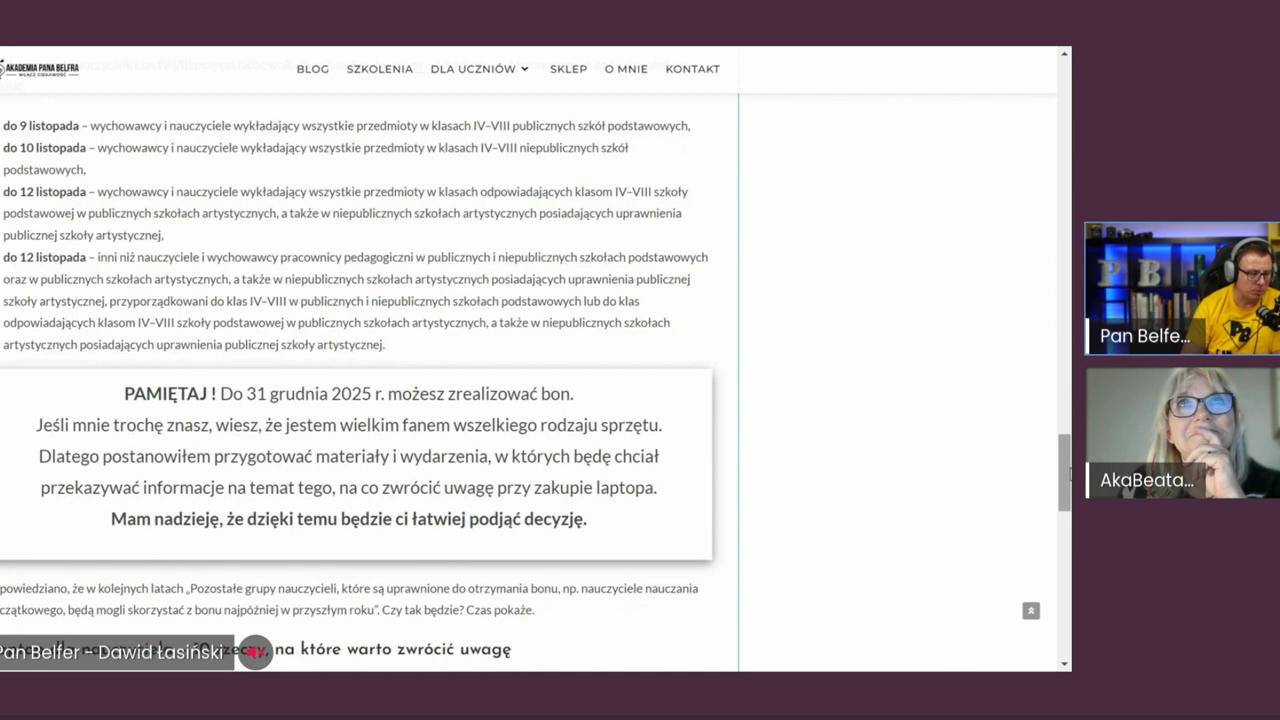 AKADEMIA PANA BELFRA
WŁĄCZ CIEKAWOŚĆ
BLOG SZKOLENIA DLA UCZNIÓW SKLEP O MNIE KONTAKT
do 9 listopada – wychowawcy i nauczyciele wykładający wszystkie przedmioty w klasach IV–VIII publicznych szkół podstawowych,
do 10 listopada – wychowawcy i nauczyciele wykładający wszystkie przedmioty w klasach IV–VIII niepublicznych szkół
podstawowych,
do 12 listopada – wychowawcy i nauczyciele wykładający wszystkie przedmioty w klasach odpowiadających klasom IV–VIII szkoły
podstawowej w publicznych szkołach artystycznych, a także w niepublicznych szkołach artystycznych posiadających uprawnienia
publicznej szkoły artystycznej,
do 12 listopada – inni niż nauczyciele i wychowawcy pracownicy pedagogiczni w publicznych i niepublicznych szkołach podstawowych
oraz w publicznych szkołach artystycznych, a także w niepublicznych szkołach artystycznych posiadających uprawnienia publicznej
szkoły artystycznej, przyporządkowani do klas IV–VIII w publicznych i niepublicznych szkołach podstawowych lub do klas
odpowiadających klasom IV–VIII szkoły podstawowej w publicznych szkołach artystycznych, a także w niepublicznych szkołach
artystycznych posiadających uprawnienia publicznej szkoły artystycznej.
PAMIĘTAJ ! Do 31 grudnia 2025 r. możesz zrealizować bon.
Jeśli mnie trochę znasz, wiesz, że jestem wielkim fanem wszelkiego rodzaju sprzętu.
Dlatego postanowiłem przygotować materiały i wydarzenia, w których będę chciał
przekazywać informacje na temat tego, na co zwrócić uwagę przy zakupie laptopa.
Mam nadzieję, że dzięki temu będzie ci łatwiej podjąć decyzję.
powiedziano, że w kolejnych latach „Pozostałe grupy nauczycieli, które są uprawnione do otrzymania bonu, np. nauczyciele nauczania
czątkowego, będą mogli skorzystać z bonu najpóźniej w przyszłym roku”. Czy tak będzie? Czas pokaże.
na które warto zwrócić uwagę
Pan Belfer - Dawid Łasiński
P B
Pan Belfe...
AkaBeata...